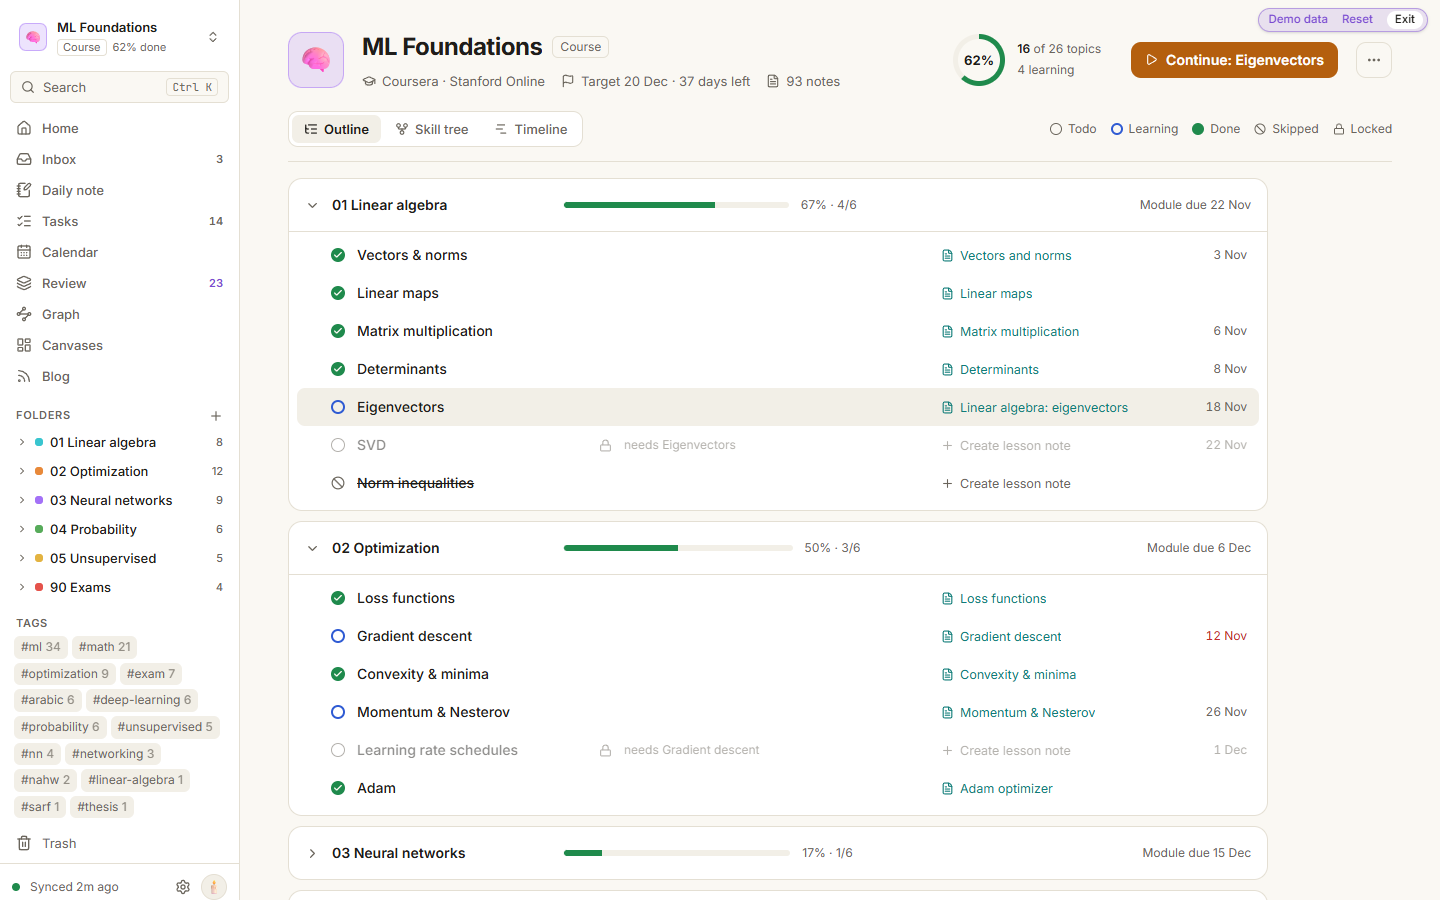 ML Foundations
Course 62% done
Search Ctrl K
Home
Inbox 3
Daily note
Tasks 14
Calendar
Review 23
Graph
Canvases
Blog
FOLDERS
01 Linear algebra 8
02 Optimization 12
03 Neural networks 9
04 Probability 6
05 Unsupervised 5
90 Exams 4
TAGS
#ml 34 #math 21
#optimization 9 #exam 7
#arabic 6 #deep-learning 6
#probability 6 #unsupervised 5
#nn 4 #networking 3
#nahw 2 #linear-algebra 1
#sarf 1 #thesis 1
Trash
Synced 2m ago
Demo data Reset Exit
ML Foundations Course
Coursera · Stanford Online Target 20 Dec · 37 days left 93 notes
62%
16 of 26 topics
4 learning
Continue: Eigenvectors
Outline Skill tree Timeline
Todo Learning Done Skipped Locked
01 Linear algebra 67% · 4/6 Module due 22 Nov
Vectors & norms Vectors and norms 3 Nov
Linear maps Linear maps
Matrix multiplication Matrix multiplication 6 Nov
Determinants Determinants 8 Nov
Eigenvectors Linear algebra: eigenvectors 18 Nov
SVD needs Eigenvectors Create lesson note 22 Nov
Norm inequalities Create lesson note
02 Optimization 50% · 3/6 Module due 6 Dec
Loss functions Loss functions
Gradient descent Gradient descent 12 Nov
Convexity & minima Convexity & minima
Momentum & Nesterov Momentum & Nesterov 26 Nov
Learning rate schedules needs Gradient descent Create lesson note 1 Dec
Adam Adam optimizer
03 Neural networks 17% · 1/6 Module due 15 Dec